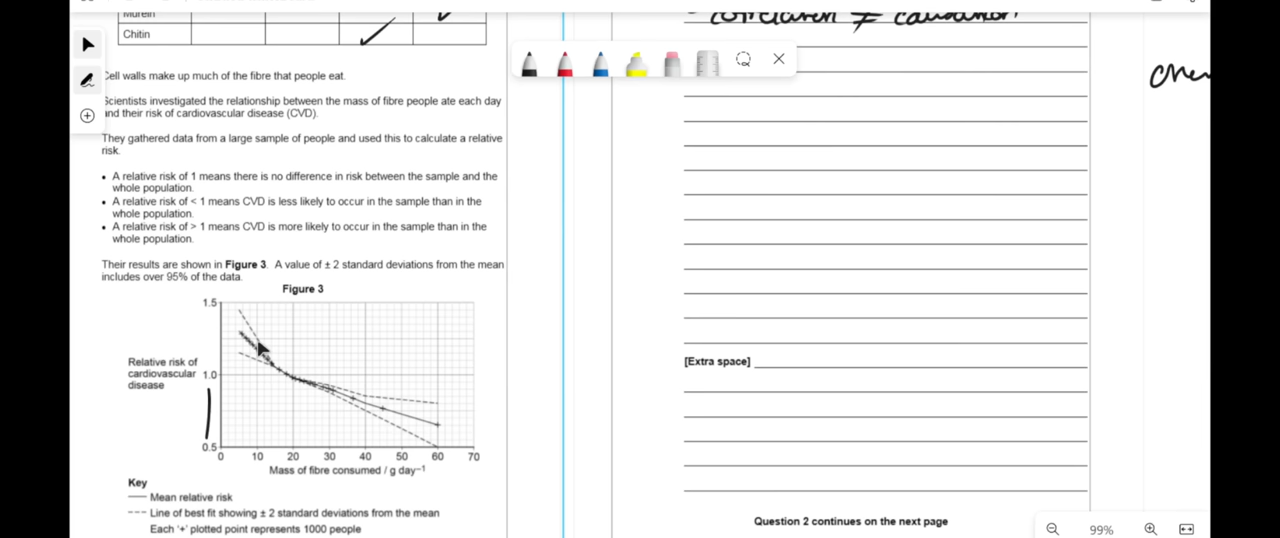 Murein
Chitin
Cell walls make up much of the fibre that people eat.
Scientists investigated the relationship between the mass of fibre people ate each day
and their risk of cardiovascular disease (CVD).
They gathered data from a large sample of people and used this to calculate a relative
risk.
• A relative risk of 1 means there is no difference in risk between the sample and the
whole population.
• A relative risk of < 1 means CVD is less likely to occur in the sample than in the
whole population.
• A relative risk of > 1 means CVD is more likely to occur in the sample than in the
whole population.
Their results are shown in Figure 3. A value of ± 2 standard deviations from the mean
includes over 95% of the data.
Figure 3
1.5
Relative risk of
cardiovascular
disease
1.0
0.5
0 10 20 30 40 50 60 70
Mass of fibre consumed / g day⁻¹
Key
Mean relative risk
Line of best fit showing ± 2 standard deviations from the mean
Each '+' plotted point represents 1000 people
correlation ≠ causation.
[Extra space]
Question 2 continues on the next page
99%